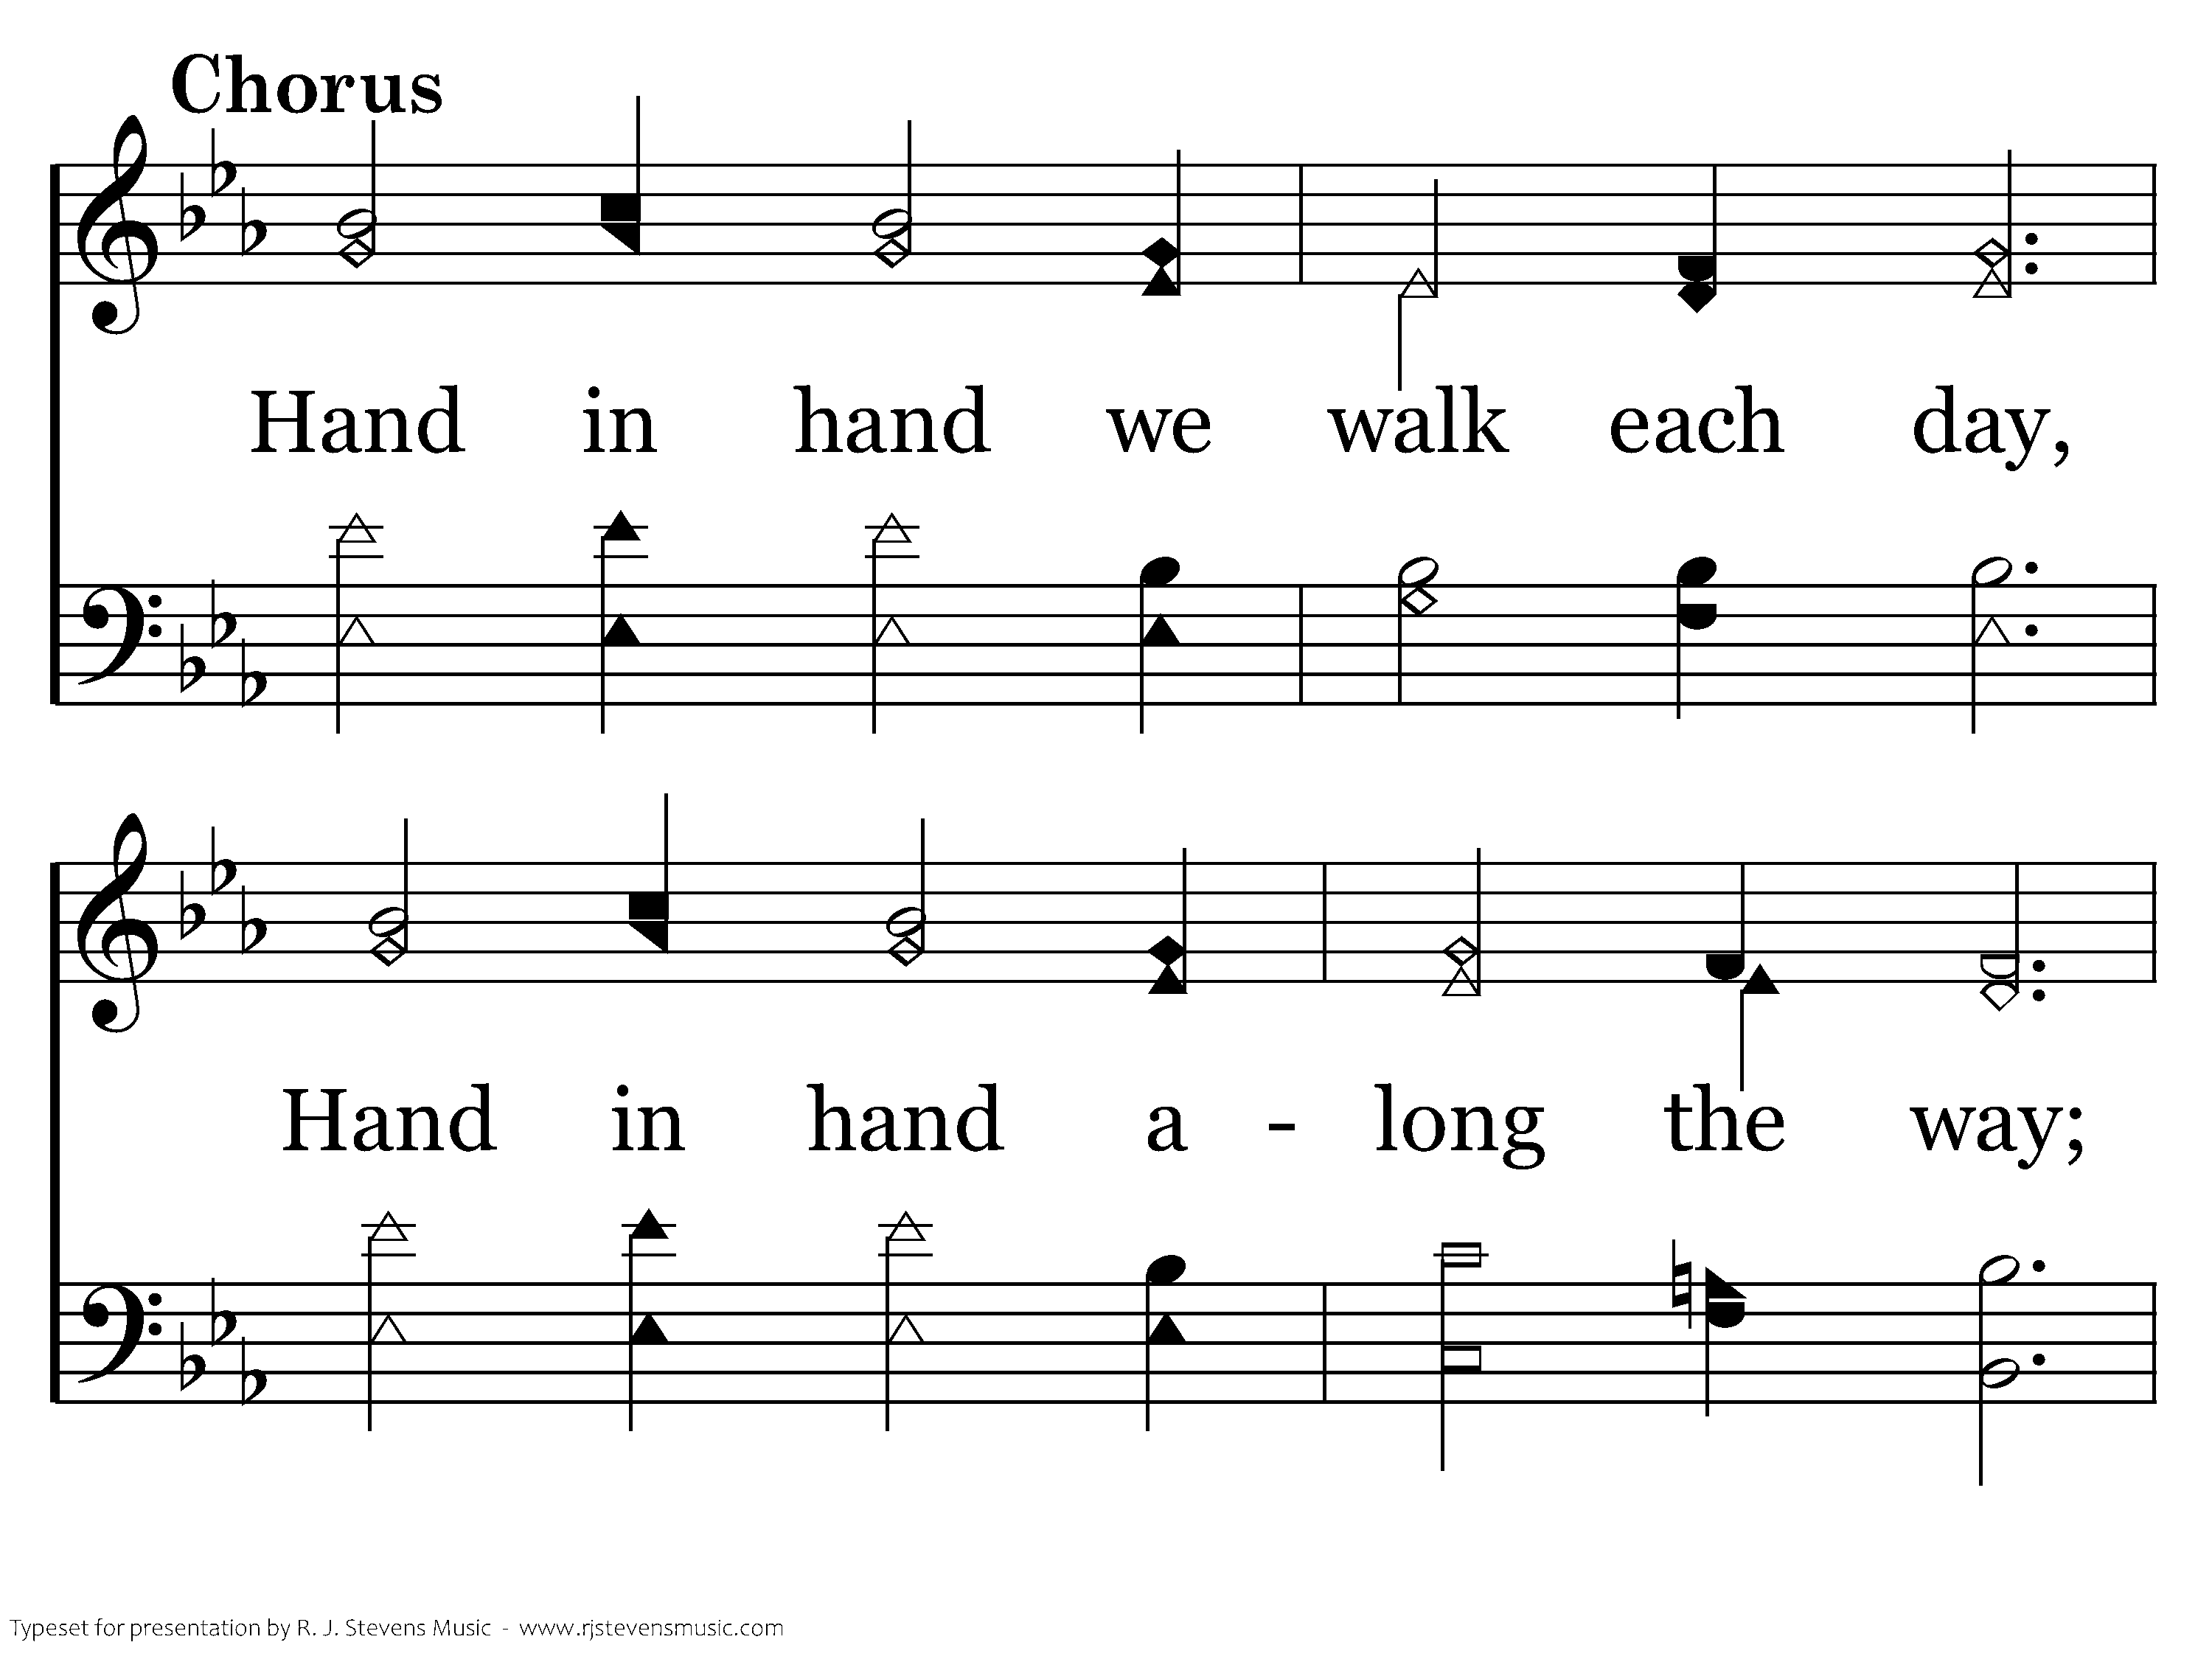 Chorus
Hand in hand we walk each day,
Hand in hand a - long the way;
Typeset for presentation by R. J. Stevens Music - www.rjstevensmusic.com